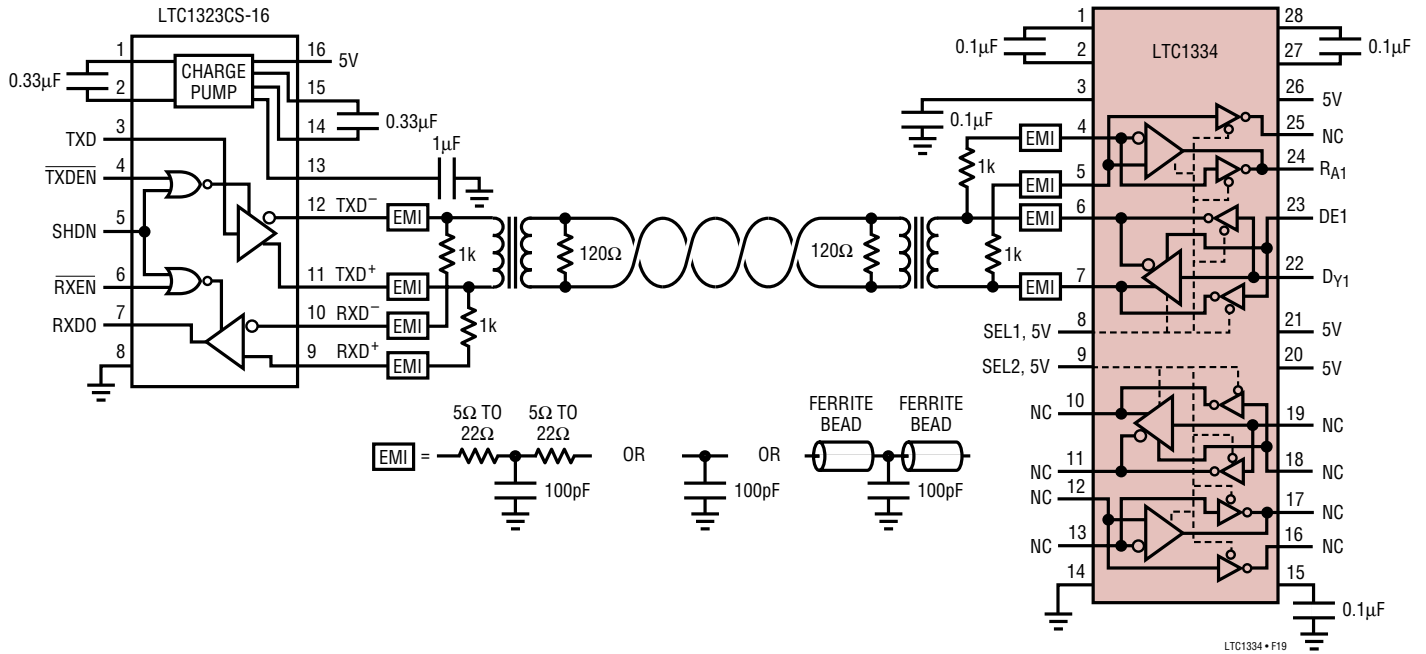 LTC1323CS-16
1
2
0.33µF
CHARGE
PUMP
16
5V
15
14
0.33µF
TXD
3
13
1µF
TXDEN
4
SHDN
5
RXEN
6
RXDO
7
8
12 TXD–
EMI
11 TXD+
EMI
10 RXD–
EMI
9 RXD+
EMI
1k
1k
120Ω
120Ω
1k
1k
EMI
EMI
EMI
EMI
LTC1334
1
2
0.1µF
3
0.1µF
4
5
6
7
8
SEL1, 5V
9
SEL2, 5V
10
NC
11
NC
12
NC
13
NC
14
28
27
0.1µF
26
5V
25
NC
24
RA1
23
DE1
22
DY1
21
5V
20
5V
19
NC
18
NC
17
NC
16
NC
15
0.1µF
EMI =
5Ω TO
22Ω
5Ω TO
22Ω
100pF
OR
100pF
OR
FERRITE
BEAD
FERRITE
BEAD
100pF
LTC1334 • F19